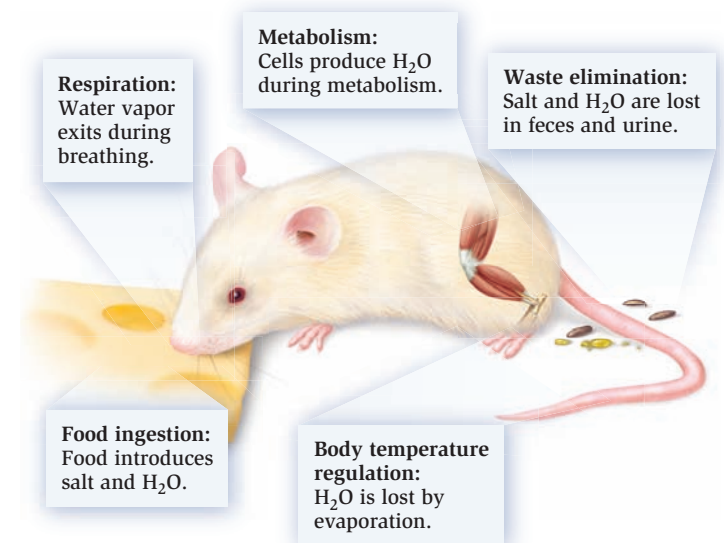 Metabolism:
Cells produce H₂O
during metabolism.
Respiration:
Water vapor
exits during
breathing.
Waste elimination:
Salt and H₂O are lost
in feces and urine.
Food ingestion:
Food introduces
salt and H₂O.
Body temperature
regulation:
H₂O is lost by
evaporation.